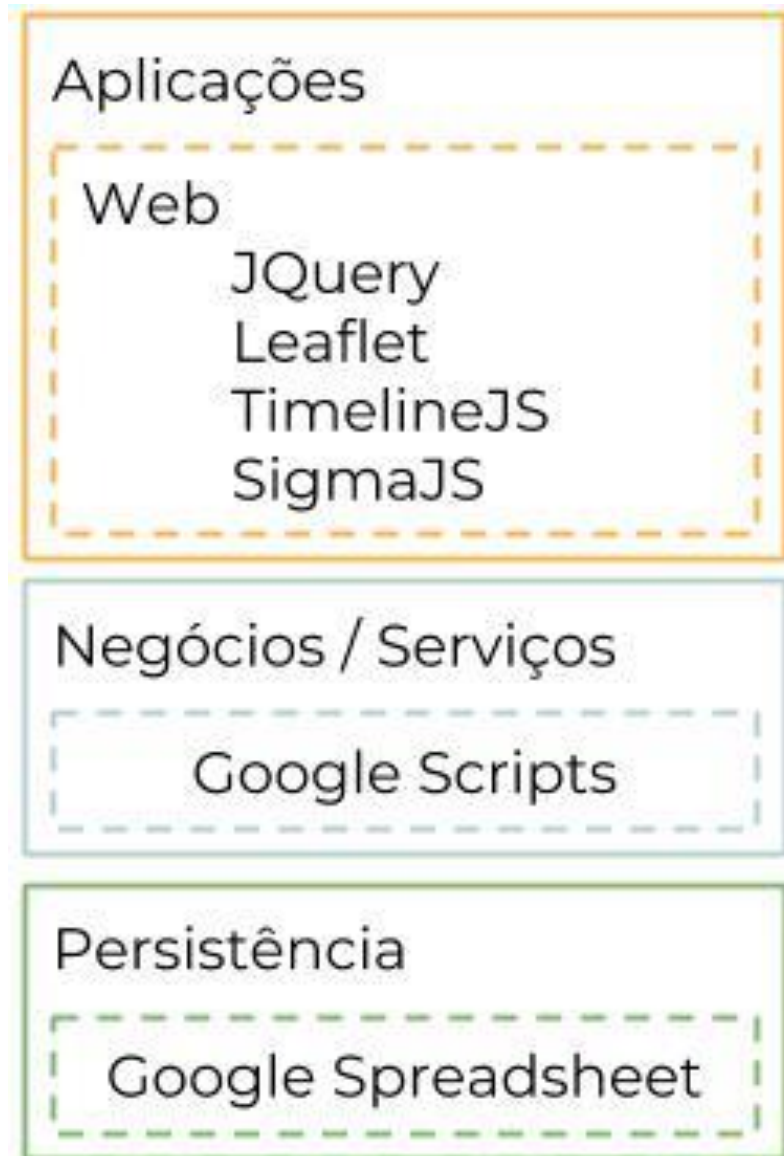 Aplicações
Web
JQuery
Leaflet
TimelineJS
SigmaJS
Negócios / Serviços
Google Scripts
Persistência
Google Spreadsheet